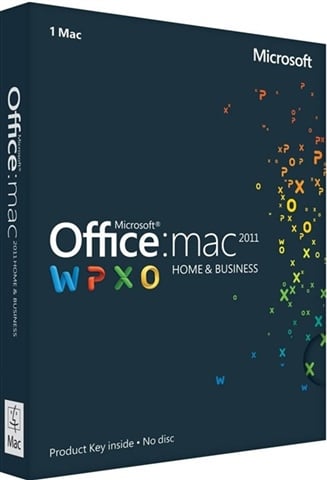 1 Mac
Microsoft
Microsoft®
Office:mac 2011
W P X O HOME & BUSINESS
Product Key inside • No disc
Office:mac 2011 HOME & BUSINESS
Mac